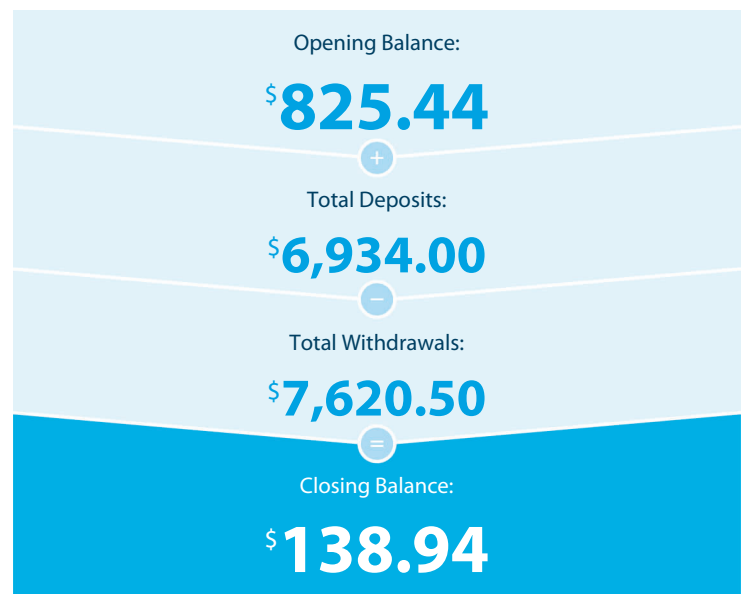 Opening Balance:
$825.44
+
Total Deposits:
$6,934.00
−
Total Withdrawals:
$7,620.50
=
Closing Balance:
$138.94